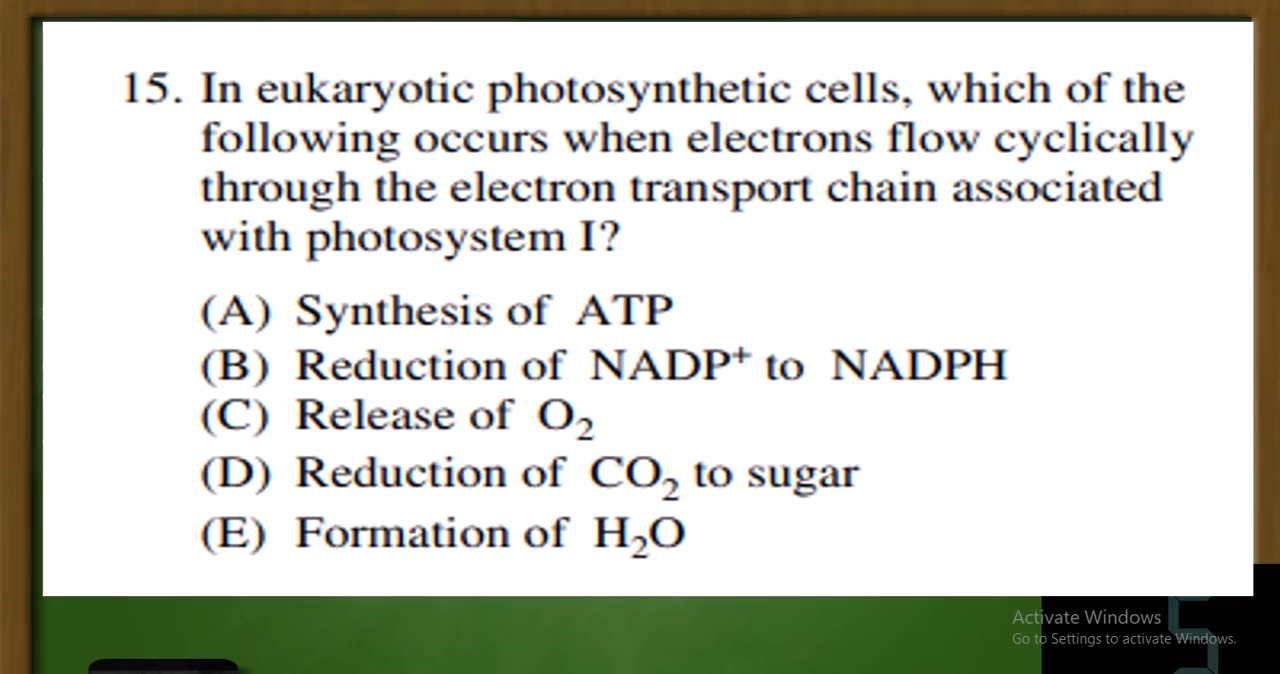 15. In eukaryotic photosynthetic cells, which of the
following occurs when electrons flow cyclically
through the electron transport chain associated
with photosystem I?
(A) Synthesis of ATP
(B) Reduction of NADP⁺ to NADPH
(C) Release of O₂
(D) Reduction of CO₂ to sugar
(E) Formation of H₂O
Activate Windows
Go to Settings to activate Windows.